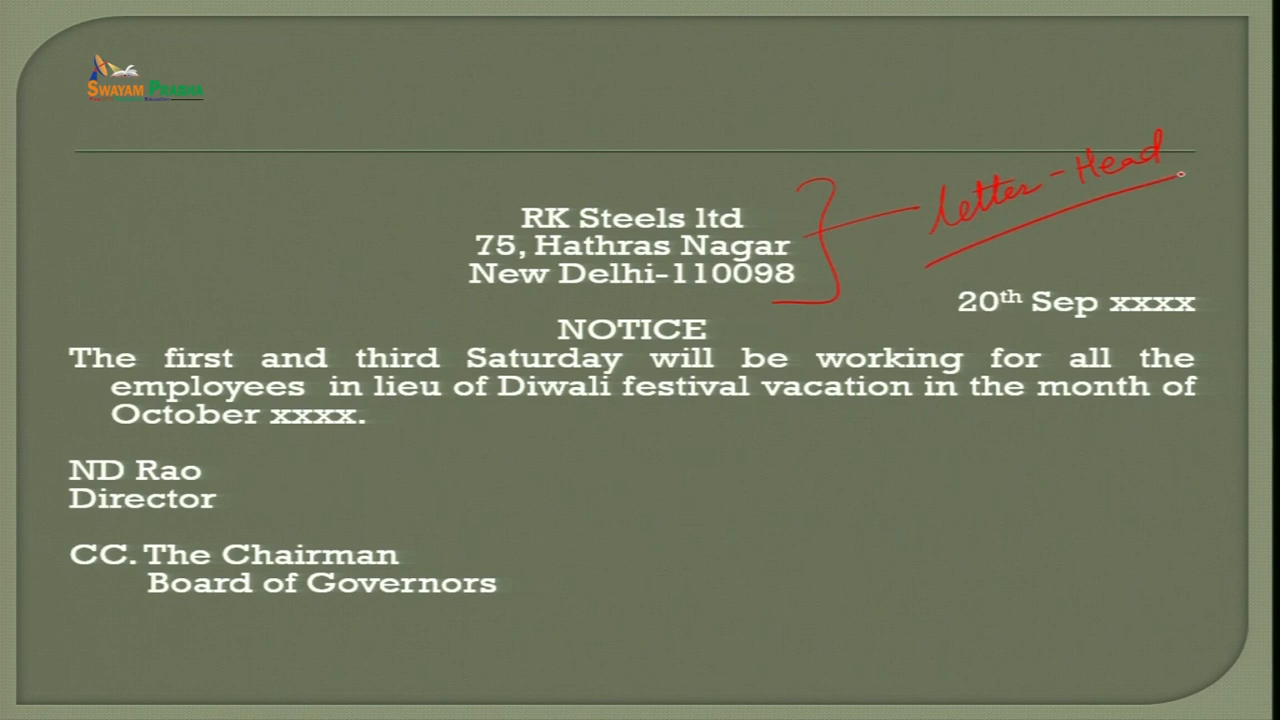 SWAYAM PRABHA
Letter-Head
RK Steels ltd
75, Hathras Nagar
New Delhi-110098
20th Sep xxxx
NOTICE
The first and third Saturday will be working for all the
employees in lieu of Diwali festival vacation in the month of
October xxxx.
ND Rao
Director
CC. The Chairman
Board of Governors